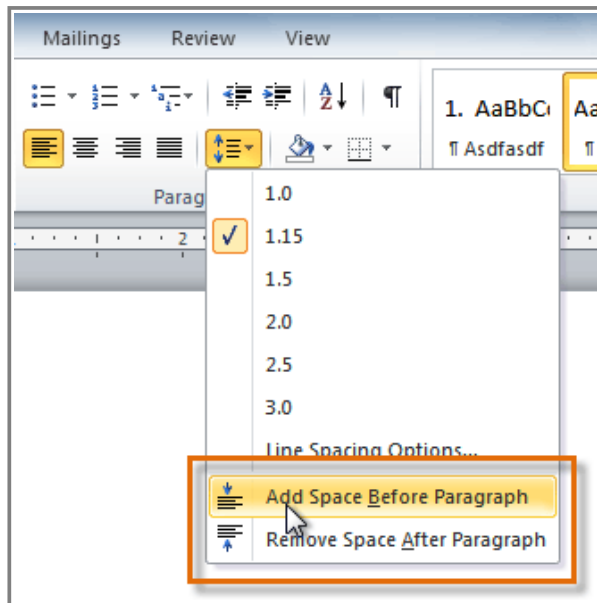 Mailings Review View
1. AaBbC
Aa
¶ Asdfasdf
¶
Parag
1.0
2
1.15
1.5
2.0
2.5
3.0
Line Spacing Options...
Add Space Before Paragraph
Remove Space After Paragraph